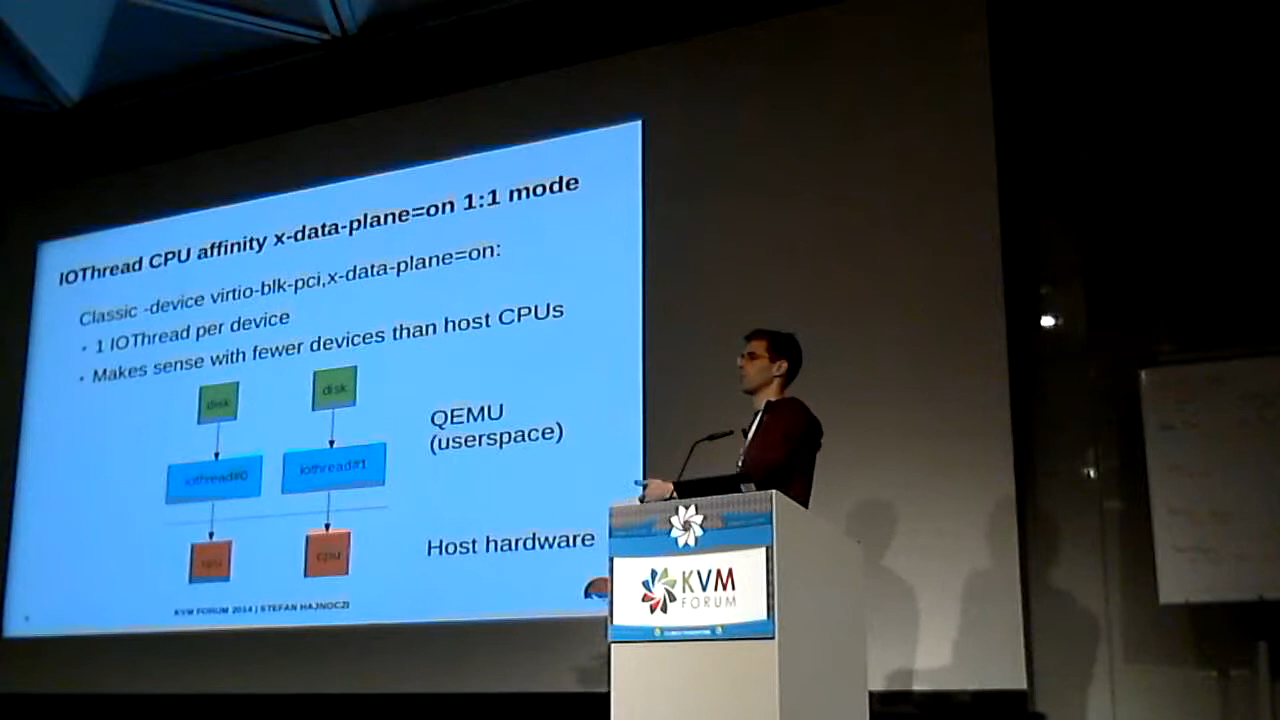 IOThread CPU affinity x-data-plane=on 1:1 mode
Classic -device virtio-blk-pci,x-data-plane=on:
• 1 IOThread per device
• Makes sense with fewer devices than host CPUs
disk
disk
QEMU
(userspace)
iothread#0
iothread#1
Host hardware
cpu
cpu
KVM FORUM 2014 | STEFAN HAJNOCZI
KVM
FORUM